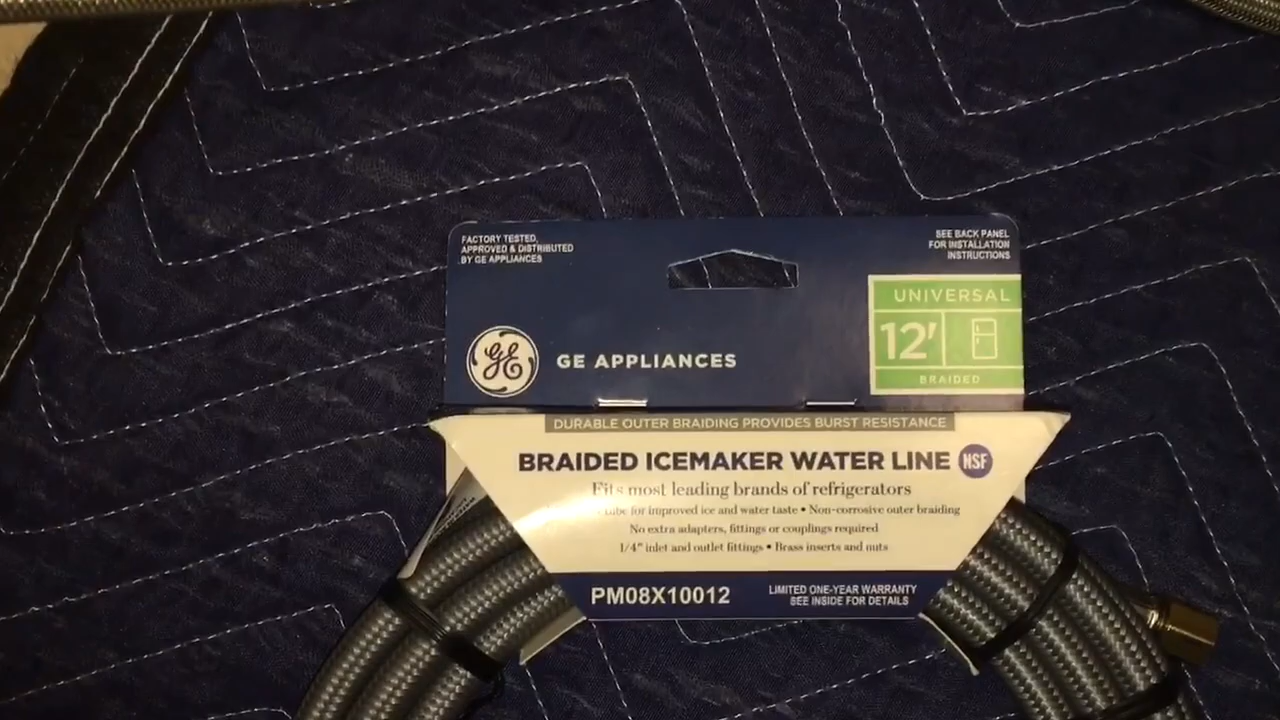 FACTORY TESTED,
APPROVED & DISTRIBUTED
BY GE APPLIANCES
SEE BACK PANEL
FOR INSTALLATION
INSTRUCTIONS
UNIVERSAL
12'
BRAIDED
GE
GE APPLIANCES
DURABLE OUTER BRAIDING PROVIDES BURST RESISTANCE
BRAIDED ICEMAKER WATER LINE NSF
Fits most leading brands of refrigerators
tube for improved ice and water taste • Non-corrosive outer braiding
No extra adapters, fittings or couplings required
1/4" inlet and outlet fittings • Brass inserts and nuts
PM08X10012
LIMITED ONE-YEAR WARRANTY
SEE INSIDE FOR DETAILS